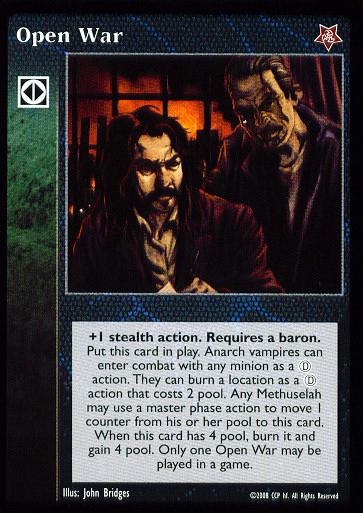 Open War
+1 stealth action. Requires a baron.
Put this card in play. Anarch vampires can
enter combat with any minion as a Ⓓ
action. They can burn a location as a Ⓓ
action that costs 2 pool. Any Methuselah
may use a master phase action to move 1
counter from his or her pool to this card.
When this card has 4 pool, burn it and
gain 4 pool. Only one Open War may be
played in a game.
Illus: John Bridges ©2008 CCP hf. All Rights Reserved